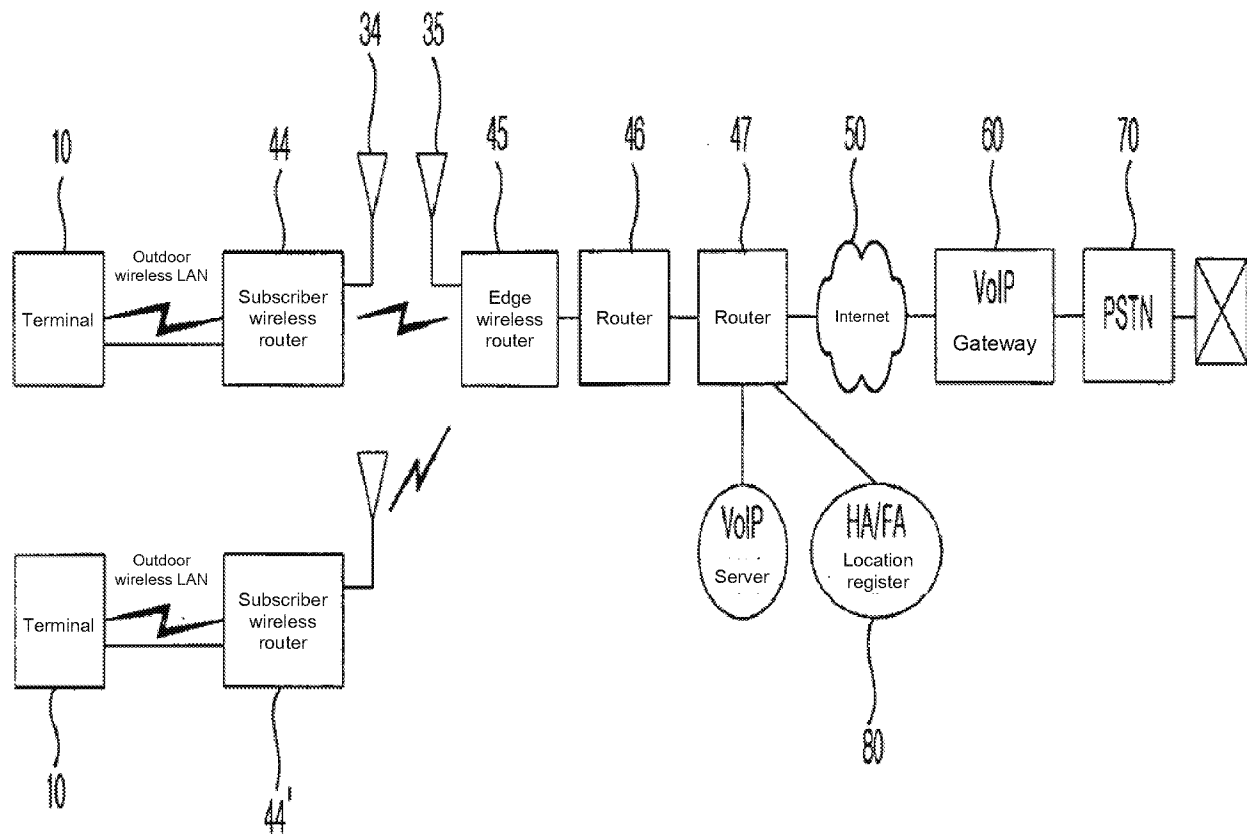 34 35
10 44 45 46 47 50 60 70
Outdoor
wireless LAN
Terminal
Subscriber
wireless
router
Edge
wireless
router
Router
Router
Internet
VoIP
Gateway
PSTN
Outdoor
wireless LAN
Terminal
Subscriber
wireless
router
VoIP
Server
HA/FA
Location
register
10
44'
80